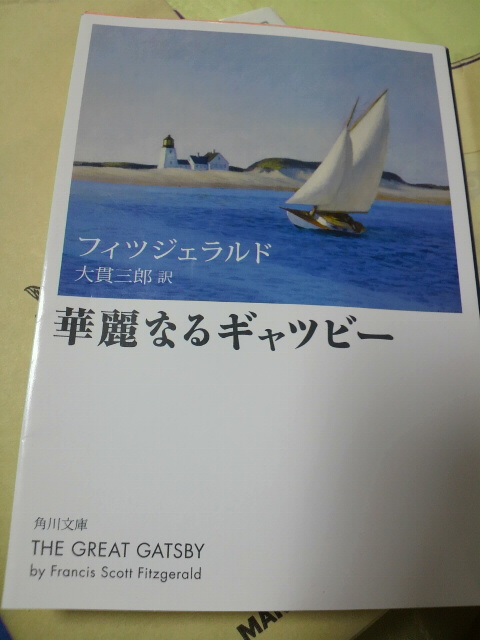 フィツジェラルド
大貫三郎 訳
華麗なるギャツビー
角川文庫
THE GREAT GATSBY
by Francis Scott Fitzgerald